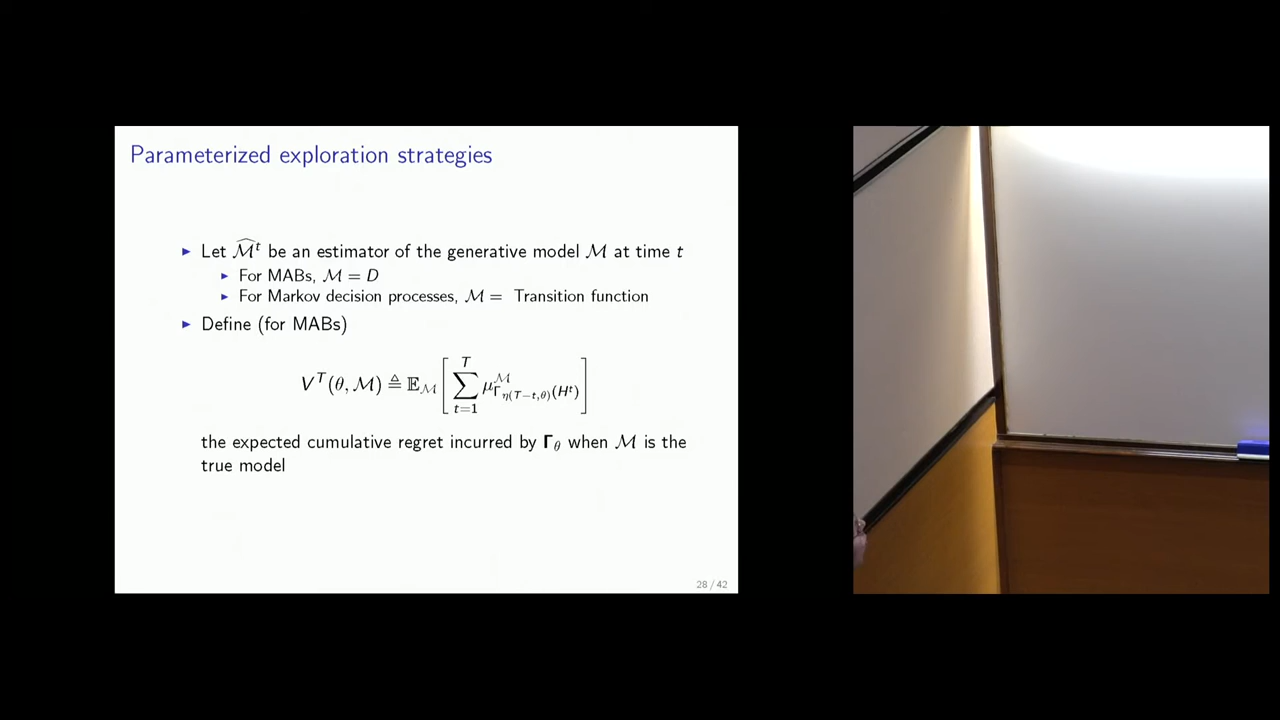 Parameterized exploration strategies
▶ Let $\widehat{\mathcal{M}}^t$ be an estimator of the generative model $\mathcal{M}$ at time $t$
▶ For MABs, $\mathcal{M} = D$
▶ For Markov decision processes, $\mathcal{M} =$ Transition function
▶ Define (for MABs)
$V^T(\theta, \mathcal{M}) \triangleq \mathbb{E}_{\mathcal{M}} \left[ \sum_{t=1}^{T} \mu^{\mathcal{M}}_{\Gamma_{\eta(T-t,\theta)}(H^t)} \right]$
the expected cumulative regret incurred by $\mathbf{\Gamma}_\theta$ when $\mathcal{M}$ is the
true model
28 / 42